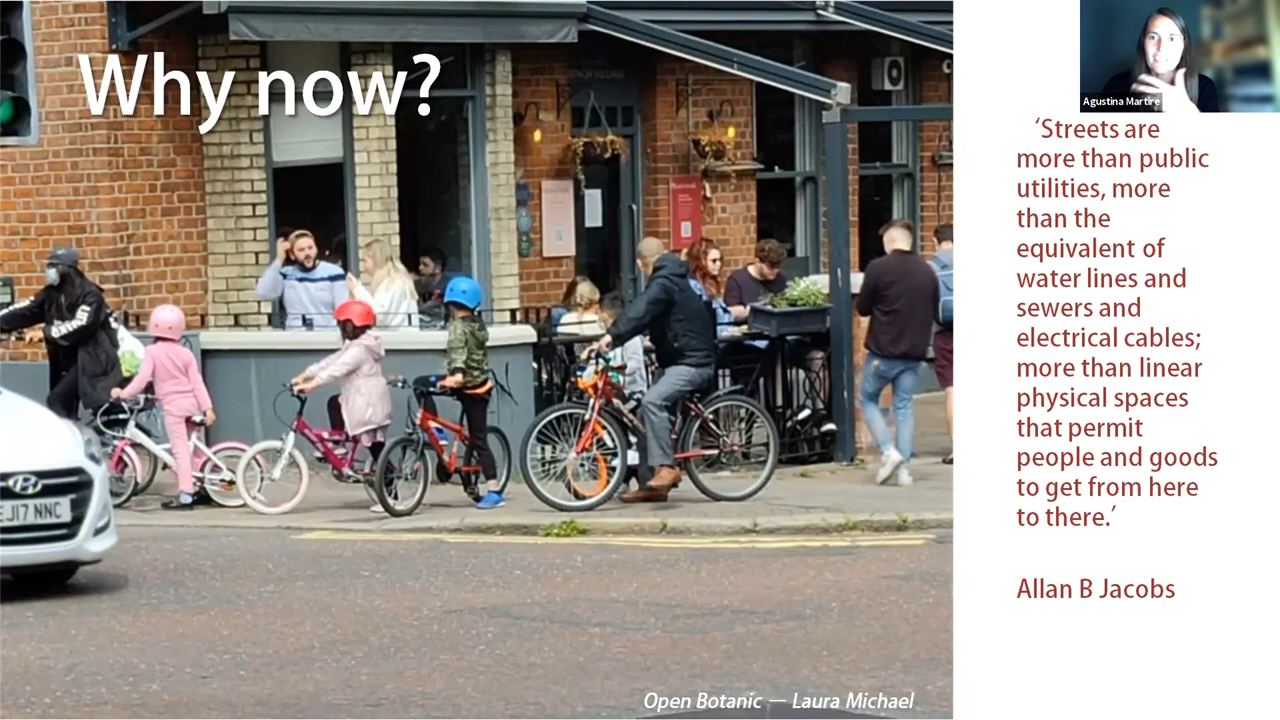 Why now?
Agustina Martire
‘Streets are
more than public
utilities, more
than the
equivalent of
water lines and
sewers and
electrical cables;
more than linear
physical spaces
that permit
people and goods
to get from here
to there.’
Allan B Jacobs
EJ17 NNC
Open Botanic — Laura Michael